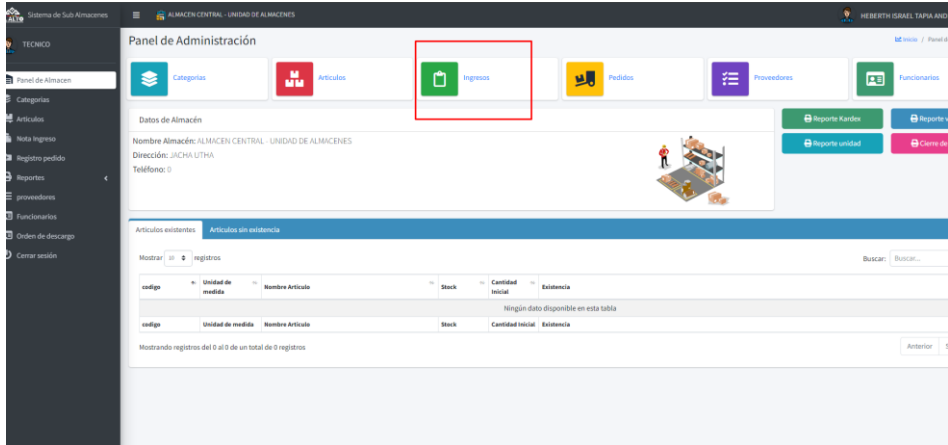 ALTO Sistema de Sub Almacenes
ALMACEN CENTRAL - UNIDAD DE ALMACENES
HEBERTH ISRAEL TAPIA AND
TECNICO
Panel de Almacen
Categorias
Articulos
Nota Ingreso
Registro pedido
Reportes
proveedores
Funcionarios
Orden de descargo
Cerrar sesión
Panel de Administración
Inicio / Panel d
Categorias
Articulos
Ingresos
Pedidos
Proveedores
Funcionarios
Datos de Almacén
Nombre Almacén: ALMACEN CENTRAL - UNIDAD DE ALMACENES
Dirección: JACHA UTHA
Teléfono: 0
Reporte Kardex
Reporte v
Reporte unidad
Cierre de
Articulos existentes
Articulos sin existencia
Mostrar 10 registros
Buscar: Buscar...
codigo Unidad de medida Nombre Articulo Stock Cantidad Inicial Existencia
Ningún dato disponible en esta tabla
codigo Unidad de medida Nombre Articulo Stock Cantidad Inicial Existencia
Mostrando registros del 0 al 0 de un total de 0 registros
Anterior